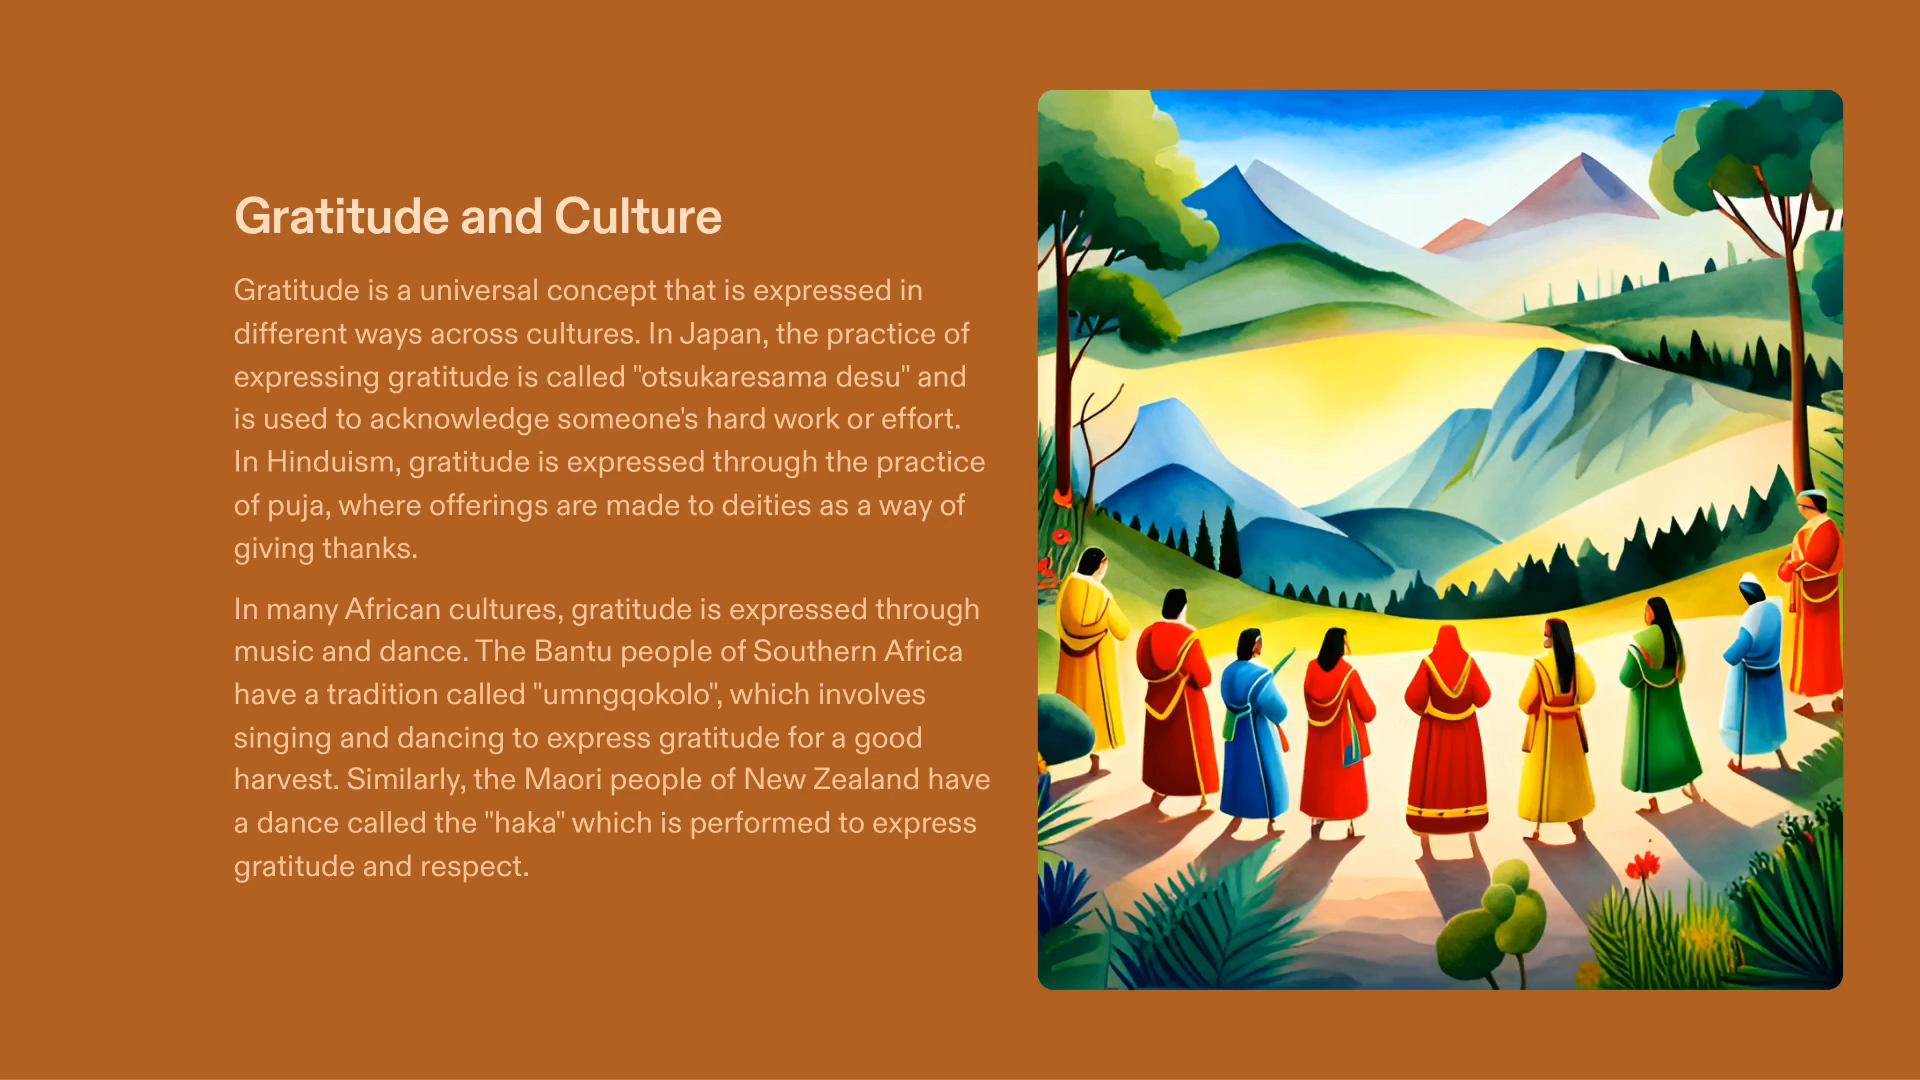 Gratitude and Culture
Gratitude is a universal concept that is expressed in
different ways across cultures. In Japan, the practice of
expressing gratitude is called "otsukaresama desu" and
is used to acknowledge someone's hard work or effort.
In Hinduism, gratitude is expressed through the practice
of puja, where offerings are made to deities as a way of
giving thanks.
In many African cultures, gratitude is expressed through
music and dance. The Bantu people of Southern Africa
have a tradition called "umngqokolo", which involves
singing and dancing to express gratitude for a good
harvest. Similarly, the Maori people of New Zealand have
a dance called the "haka" which is performed to express
gratitude and respect.